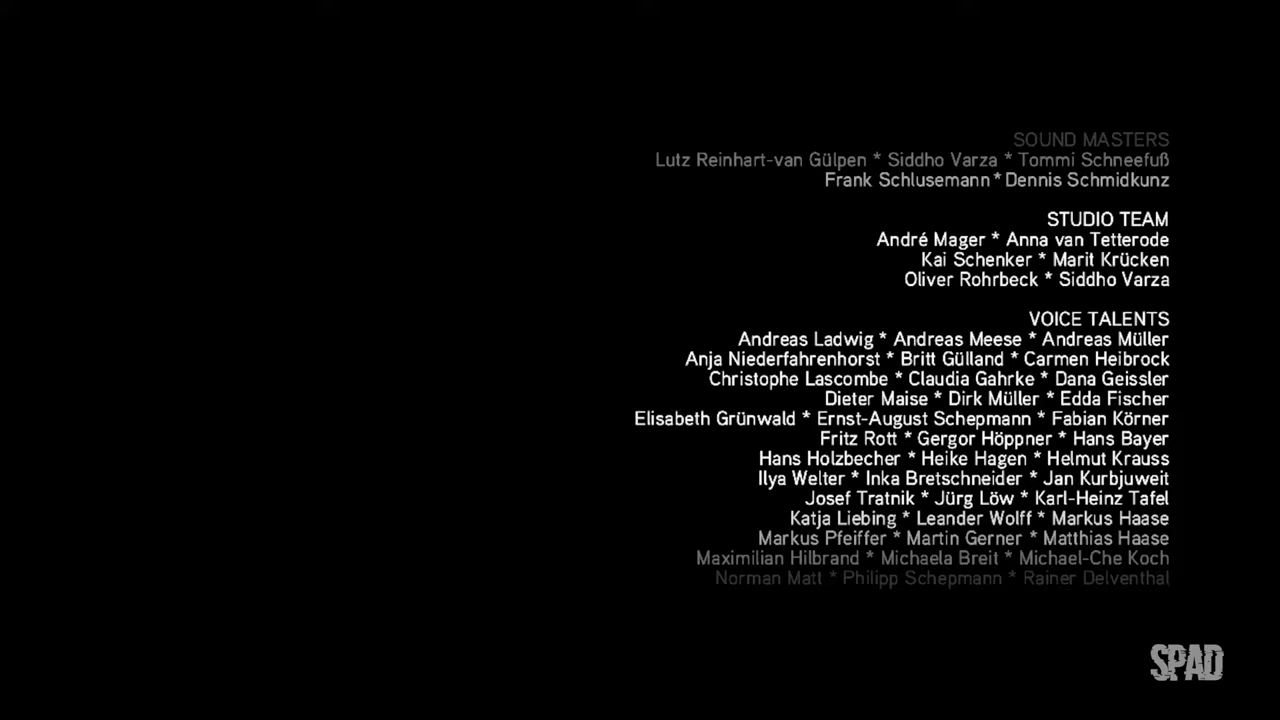 SOUND MASTERS
Lutz Reinhart-van Gülpen * Siddho Varza * Tommi Schneefuß
Frank Schlusemann * Dennis Schmidkunz
STUDIO TEAM
André Mager * Anna van Tetterode
Kai Schenker * Marit Krücken
Oliver Rohrbeck * Siddho Varza
VOICE TALENTS
Andreas Ladwig * Andreas Meese * Andreas Müller
Anja Niederfahrenhorst * Britt Gülland * Carmen Heibrock
Christophe Lascombe * Claudia Gahrke * Dana Geissler
Dieter Maise * Dirk Müller * Edda Fischer
Elisabeth Grünwald * Ernst-August Schepmann * Fabian Körner
Fritz Rott * Gergor Höppner * Hans Bayer
Hans Holzbecher * Heike Hagen * Helmut Krauss
Ilya Welter * Inka Bretschneider * Jan Kurbjuweit
Josef Tratnik * Jürg Löw * Karl-Heinz Tafel
Katja Liebing * Leander Wolff * Markus Haase
Markus Pfeiffer * Martin Gerner * Matthias Haase
Maximilian Hilbrand * Michaela Breit * Michael-Che Koch
Norman Matt * Philipp Schepmann * Rainer Delventhal
SPAD